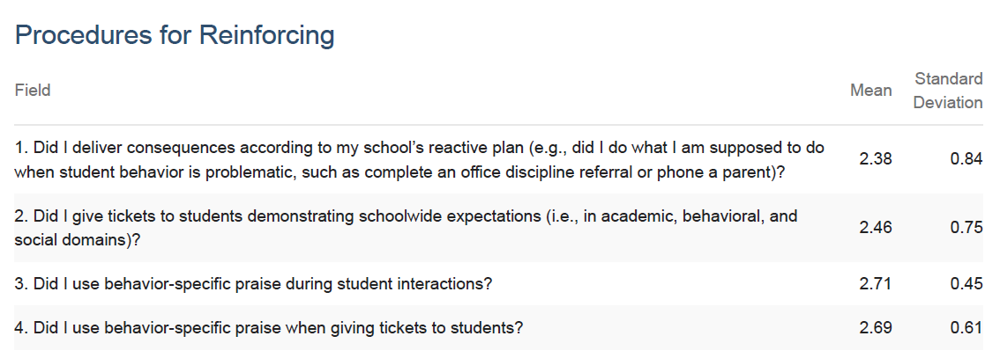 Procedures for Reinforcing
Field
Mean
Standard
Deviation
1. Did I deliver consequences according to my school’s reactive plan (e.g., did I do what I am supposed to do
when student behavior is problematic, such as complete an office discipline referral or phone a parent)?
2.38
0.84
2. Did I give tickets to students demonstrating schoolwide expectations (i.e., in academic, behavioral, and
social domains)?
2.46
0.75
3. Did I use behavior-specific praise during student interactions?
2.71
0.45
4. Did I use behavior-specific praise when giving tickets to students?
2.69
0.61